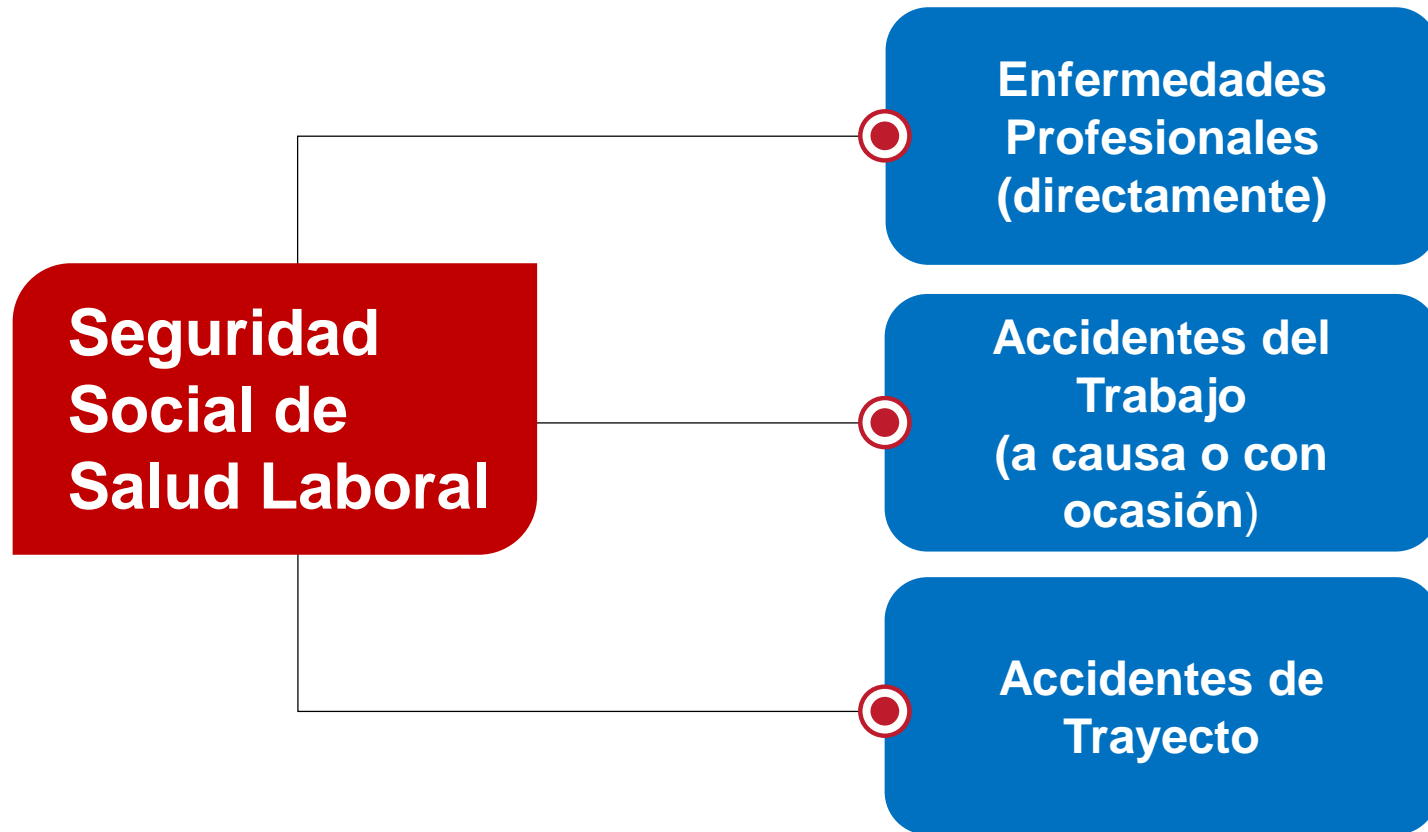 Enfermedades
Profesionales
(directamente)
Seguridad
Social de
Salud Laboral
Accidentes del
Trabajo
(a causa o con
ocasión)
Accidentes de
Trayecto